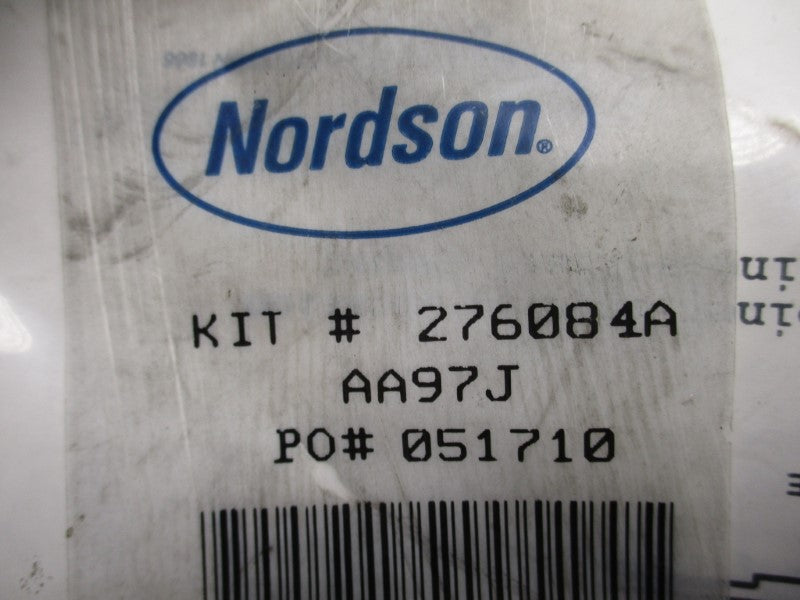 Nordson®
KIT # 276084A
AA97J
PO# 051710